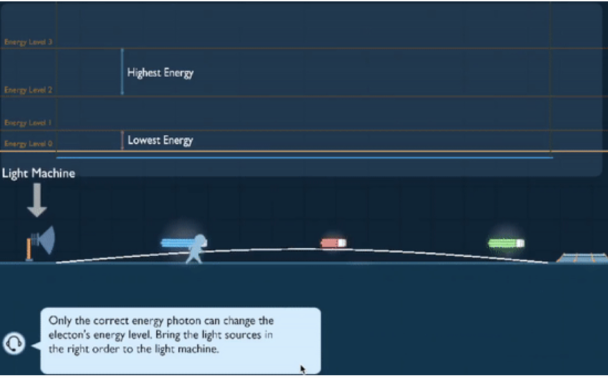 Energy Level 3
Highest Energy
Energy Level 2
Energy Level 1
Lowest Energy
Energy Level 0
Light Machine
Only the correct energy photon can change the
electon's energy level. Bring the light sources in
the right order to the light machine.